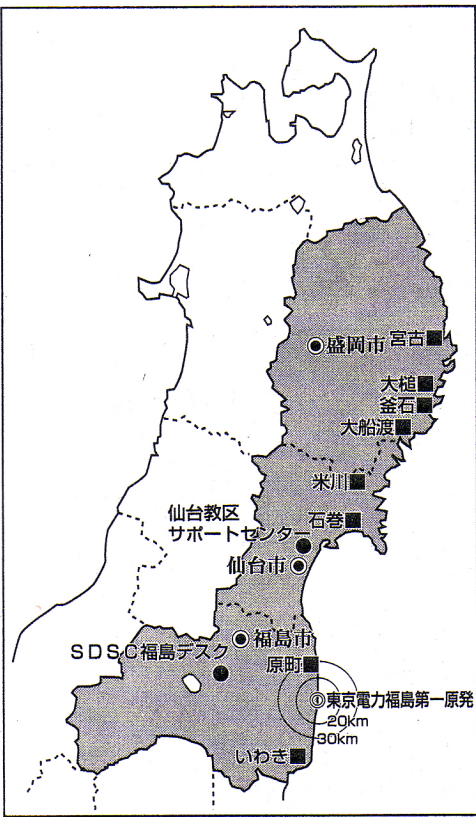 盛岡市
宮古
大槌
釜石
大船渡
米川
石巻
仙台教区
サポートセンター
仙台市
福島市
SDSC福島デスク
原町
東京電力福島第一原発
20km
30km
いわき